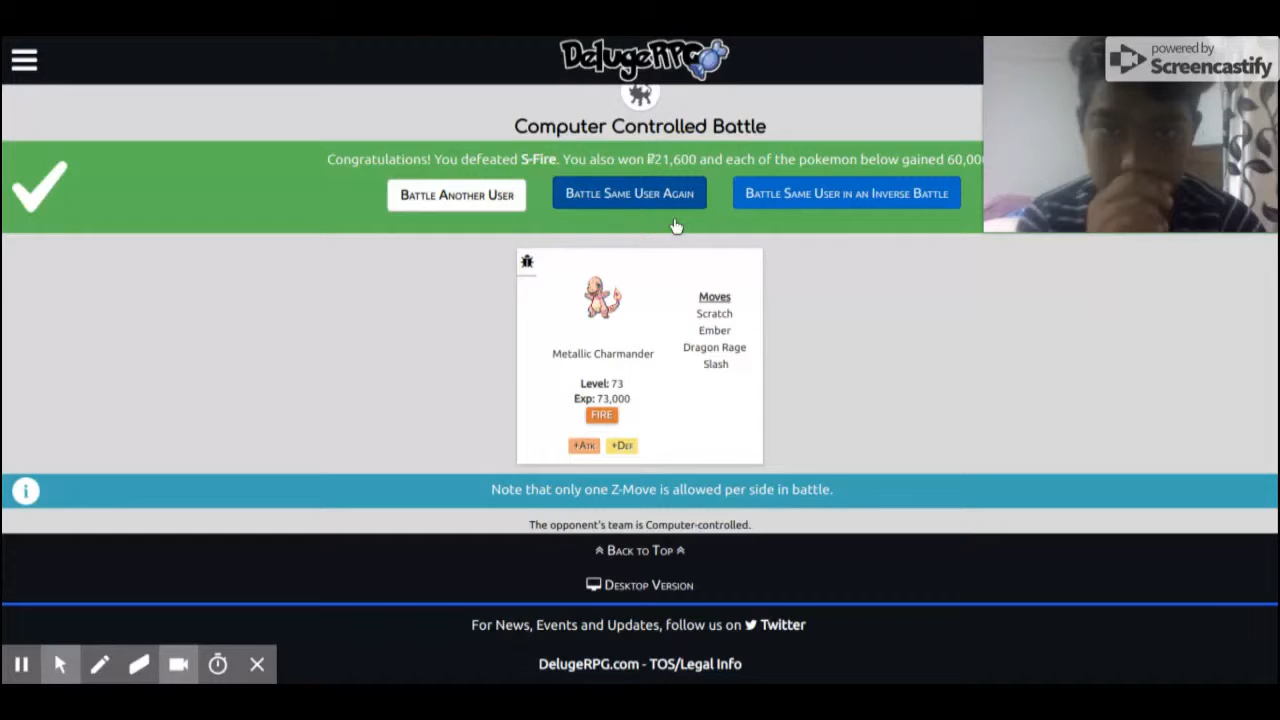 DelugeRPG
powered by
Screencastify
Computer Controlled Battle
Congratulations! You defeated S-Fire. You also won ₽21,600 and each of the pokemon below gained 60,00
Battle Another User
Battle Same User Again
Battle Same User in an Inverse Battle
Moves
Scratch
Ember
Dragon Rage
Slash
Metallic Charmander
Level: 73
Exp: 73,000
FIRE
+Atk +Def
Note that only one Z-Move is allowed per side in battle.
The opponent's team is Computer-controlled.
Back to Top
Desktop Version
For News, Events and Updates, follow us on Twitter
DelugeRPG.com - TOS/Legal Info